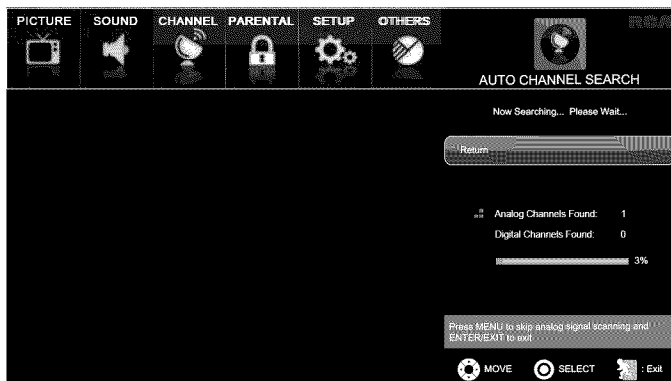 PICTURE SOUND CHANNEL PARENTAL SETUP OTHERS
RCA
AUTO CHANNEL SEARCH
Now Searching... Please Wait...
Return
Analog Channels Found: 1
Digital Channels Found: 0
3%
Press MENU to skip analog signal scanning and
ENTER/EXIT to exit
MOVE SELECT : Exit